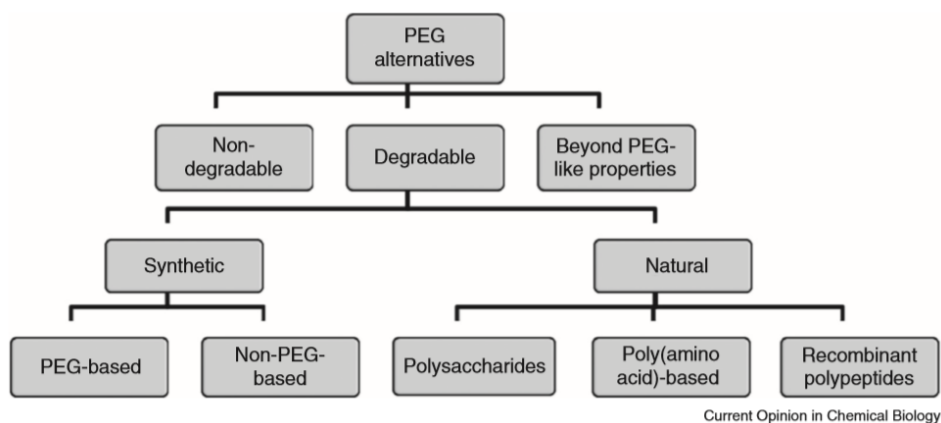 PEG
alternatives
Non-
degradable
Degradable
Beyond PEG-
like properties
Synthetic
Natural
PEG-based
Non-PEG-
based
Polysaccharides
Poly(amino
acid)-based
Recombinant
polypeptides
Current Opinion in Chemical Biology